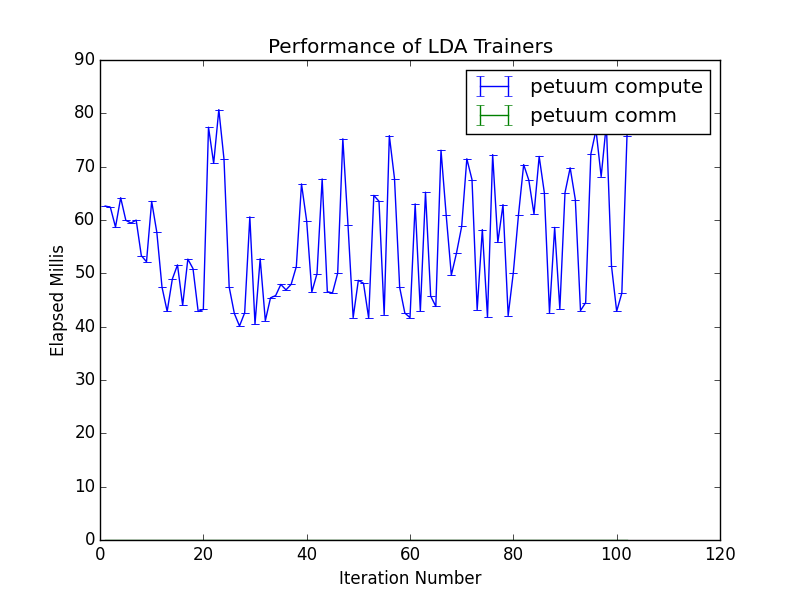 Performance of LDA Trainers
petuum compute
petuum comm
90
80
70
60
50
40
30
20
10
0
Elapsed Millis
0 20 40 60 80 100 120
Iteration Number